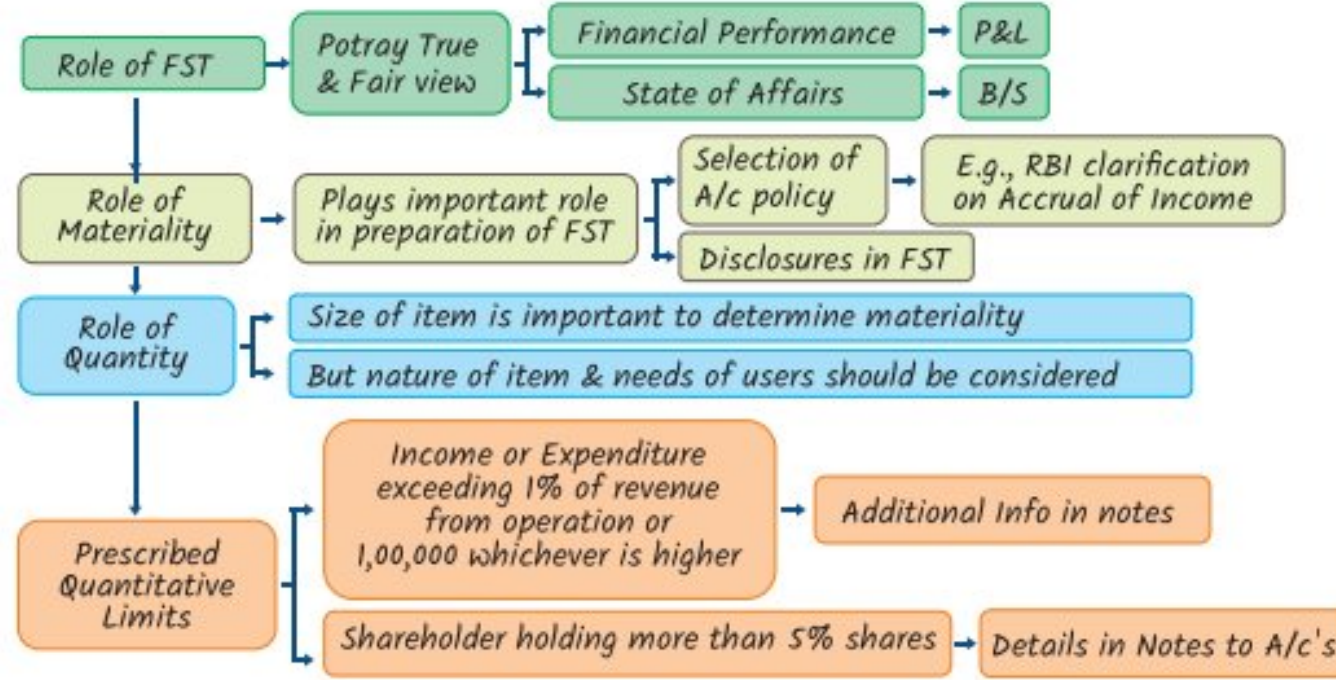 Role of FST
Potray True
& Fair view
Financial Performance
P&L
State of Affairs
B/S
Role of
Materiality
Plays important role
in preparation of FST
Selection of
A/c policy
E.g., RBI clarification
on Accrual of Income
Disclosures in FST
Role of
Quantity
Size of item is important to determine materiality
But nature of item & needs of users should be considered
Prescribed
Quantitative
Limits
Income or Expenditure
exceeding 1% of revenue
from operation or
1,00,000 whichever is higher
Additional Info in notes
Shareholder holding more than 5% shares
Details in Notes to A/c's